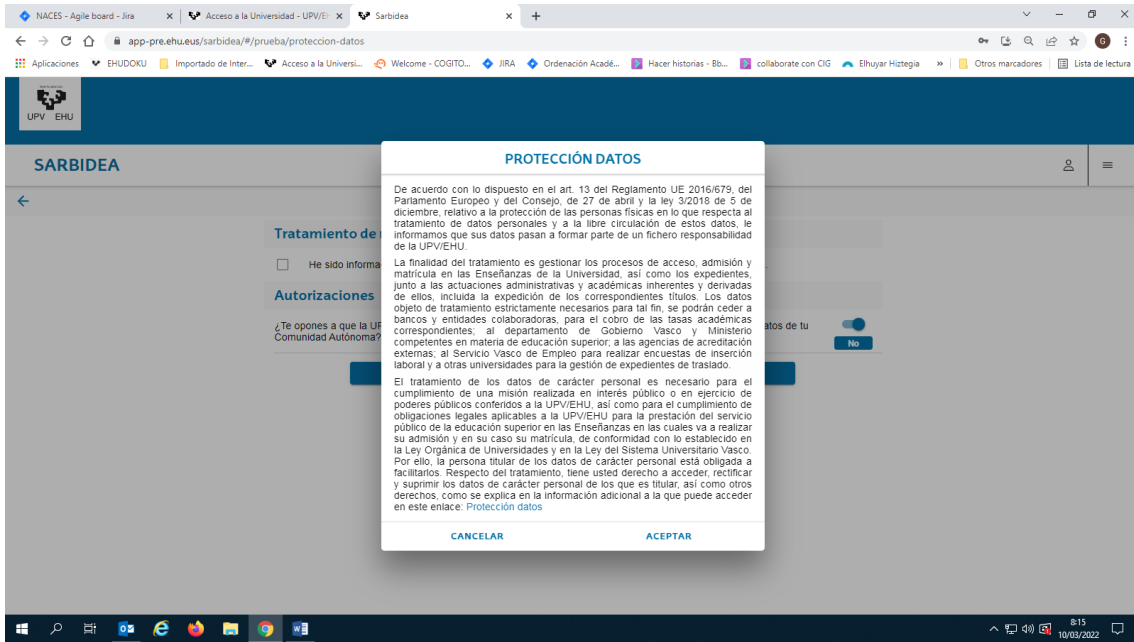 NACES - Agile board - Jira
Acceso a la Universidad - UPV/E
Sarbidea
app-pre.ehu.eus/sarbidea/#/prueba/proteccion-datos
G
Aplicaciones
EHUDOKU
Importado de Inter...
Acceso a la Universi...
Welcome - COGITO...
JIRA
Ordenación Acadé...
Hacer historias - Bb...
collaborate con CIG
Elhuyar Hiztegia
»
Otros marcadores
Lista de lectura
UPV EHU
SARBIDEA
PROTECCIÓN DATOS
De acuerdo con lo dispuesto en el art. 13 del Reglamento UE 2016/679, del
Parlamento Europeo y del Consejo, de 27 de abril y la ley 3/2018 de 5 de
diciembre, relativo a la protección de las personas físicas en lo que respecta al
tratamiento de datos personales y a la libre circulación de estos datos, le
informamos que sus datos pasan a formar parte de un fichero responsabilidad
de la UPV/EHU.
La finalidad del tratamiento es gestionar los procesos de acceso, admisión y
matrícula en las Enseñanzas de la Universidad, así como los expedientes,
junto a las actuaciones administrativas y académicas inherentes y derivadas
de ellos, incluida la expedición de los correspondientes títulos. Los datos
objeto de tratamiento estrictamente necesarios para tal fin, se podrán ceder a
bancos y entidades colaboradoras, para el cobro de las tasas académicas
correspondientes; al departamento de Gobierno Vasco y Ministerio
competentes en materia de educación superior; a las agencias de acreditación
externas; al Servicio Vasco de Empleo para realizar encuestas de inserción
laboral y a otras universidades para la gestión de expedientes de traslado.
El tratamiento de los datos de carácter personal es necesario para el
cumplimiento de una misión realizada en interés público o en ejercicio de
poderes públicos conferidos a la UPV/EHU, así como para el cumplimiento de
obligaciones legales aplicables a la UPV/EHU para la prestación del servicio
público de la educación superior en las Enseñanzas en las cuales va a realizar
su admisión y en su caso su matrícula, de conformidad con lo establecido en
la Ley Orgánica de Universidades y en la Ley del Sistema Universitario Vasco.
Por ello, la persona titular de los datos de carácter personal está obligada a
facilitarlos. Respecto del tratamiento, tiene usted derecho a acceder, rectificar
y suprimir los datos de carácter personal de los que es titular, así como otros
derechos, como se explica en la información adicional a la que puede acceder
en este enlace: Protección datos
CANCELAR
ACEPTAR
Tratamiento de
He sido informa
Autorizaciones
¿Te opones a que la UP
atos de tu
Comunidad Autónoma?
No
8:15
10/03/2022